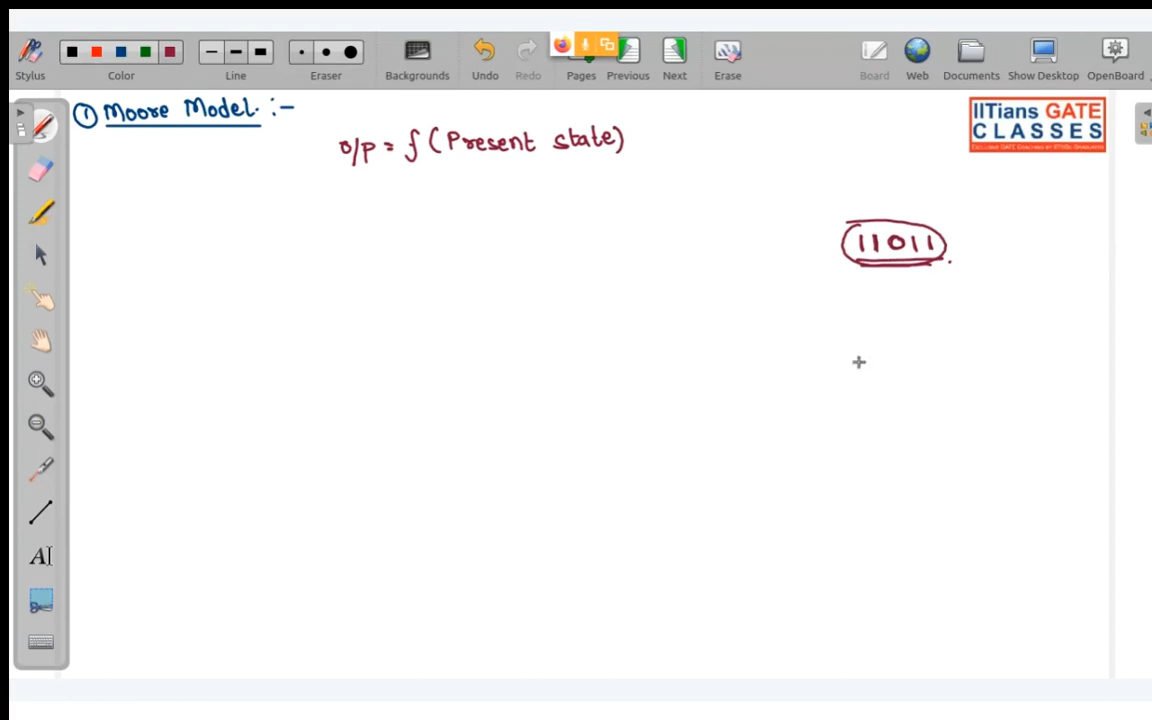 Stylus
Color
Line
Eraser
Backgrounds
Undo
Redo
Pages
Previous
Next
Erase
Board
Web
Documents
Show Desktop
OpenBoard
① Moore Model :-
IITians GATE
CLASSES
o/p = f (Present state)
11011
A